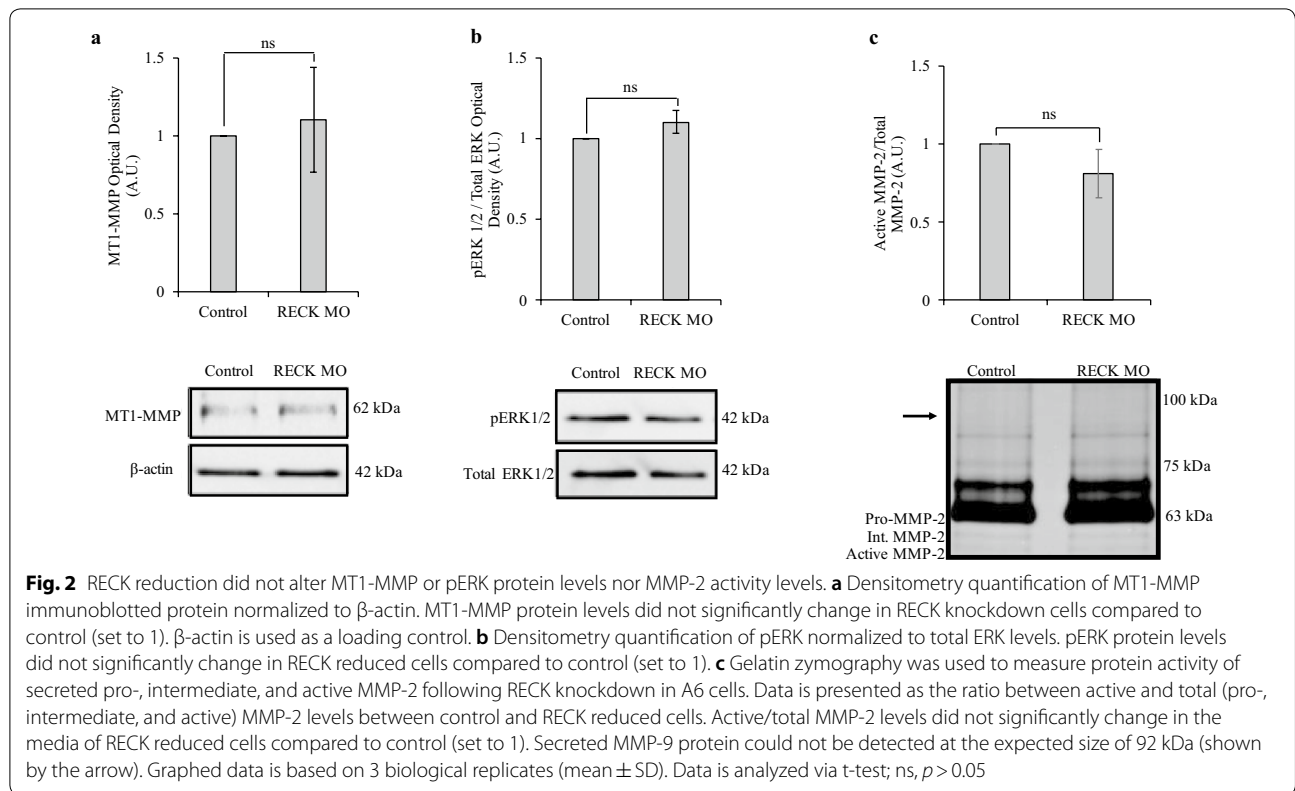 a
ns
1.5
1
0.5
0
MT1-MMP Optical Density
(A.U.)
Control
RECK MO
Control
RECK MO
MT1-MMP
62 kDa
β-actin
42 kDa
b
ns
1.5
1
0.5
0
pERK 1/2 / Total ERK Optical
Density (A.U.)
Control
RECK MO
Control
RECK MO
pERK1/2
42 kDa
Total ERK1/2
42 kDa
c
ns
1.5
1
0.5
0
Active MMP-2/Total
MMP-2 (A.U.)
Control
RECK MO
Control
RECK MO
100 kDa
75 kDa
Pro-MMP-2
63 kDa
Int. MMP-2
Active MMP-2
Fig. 2 RECK reduction did not alter MT1-MMP or pERK protein levels nor MMP-2 activity levels. a Densitometry quantification of MT1-MMP
immunoblotted protein normalized to β-actin. MT1-MMP protein levels did not significantly change in RECK knockdown cells compared to
control (set to 1). β-actin is used as a loading control. b Densitometry quantification of pERK normalized to total ERK levels. pERK protein levels
did not significantly change in RECK reduced cells compared to control (set to 1). c Gelatin zymography was used to measure protein activity of
secreted pro-, intermediate, and active MMP-2 following RECK knockdown in A6 cells. Data is presented as the ratio between active and total (pro-,
intermediate, and active) MMP-2 levels between control and RECK reduced cells. Active/total MMP-2 levels did not significantly change in the
media of RECK reduced cells compared to control (set to 1). Secreted MMP-9 protein could not be detected at the expected size of 92 kDa (shown
by the arrow). Graphed data is based on 3 biological replicates (mean ± SD). Data is analyzed via t-test; ns, p > 0.05